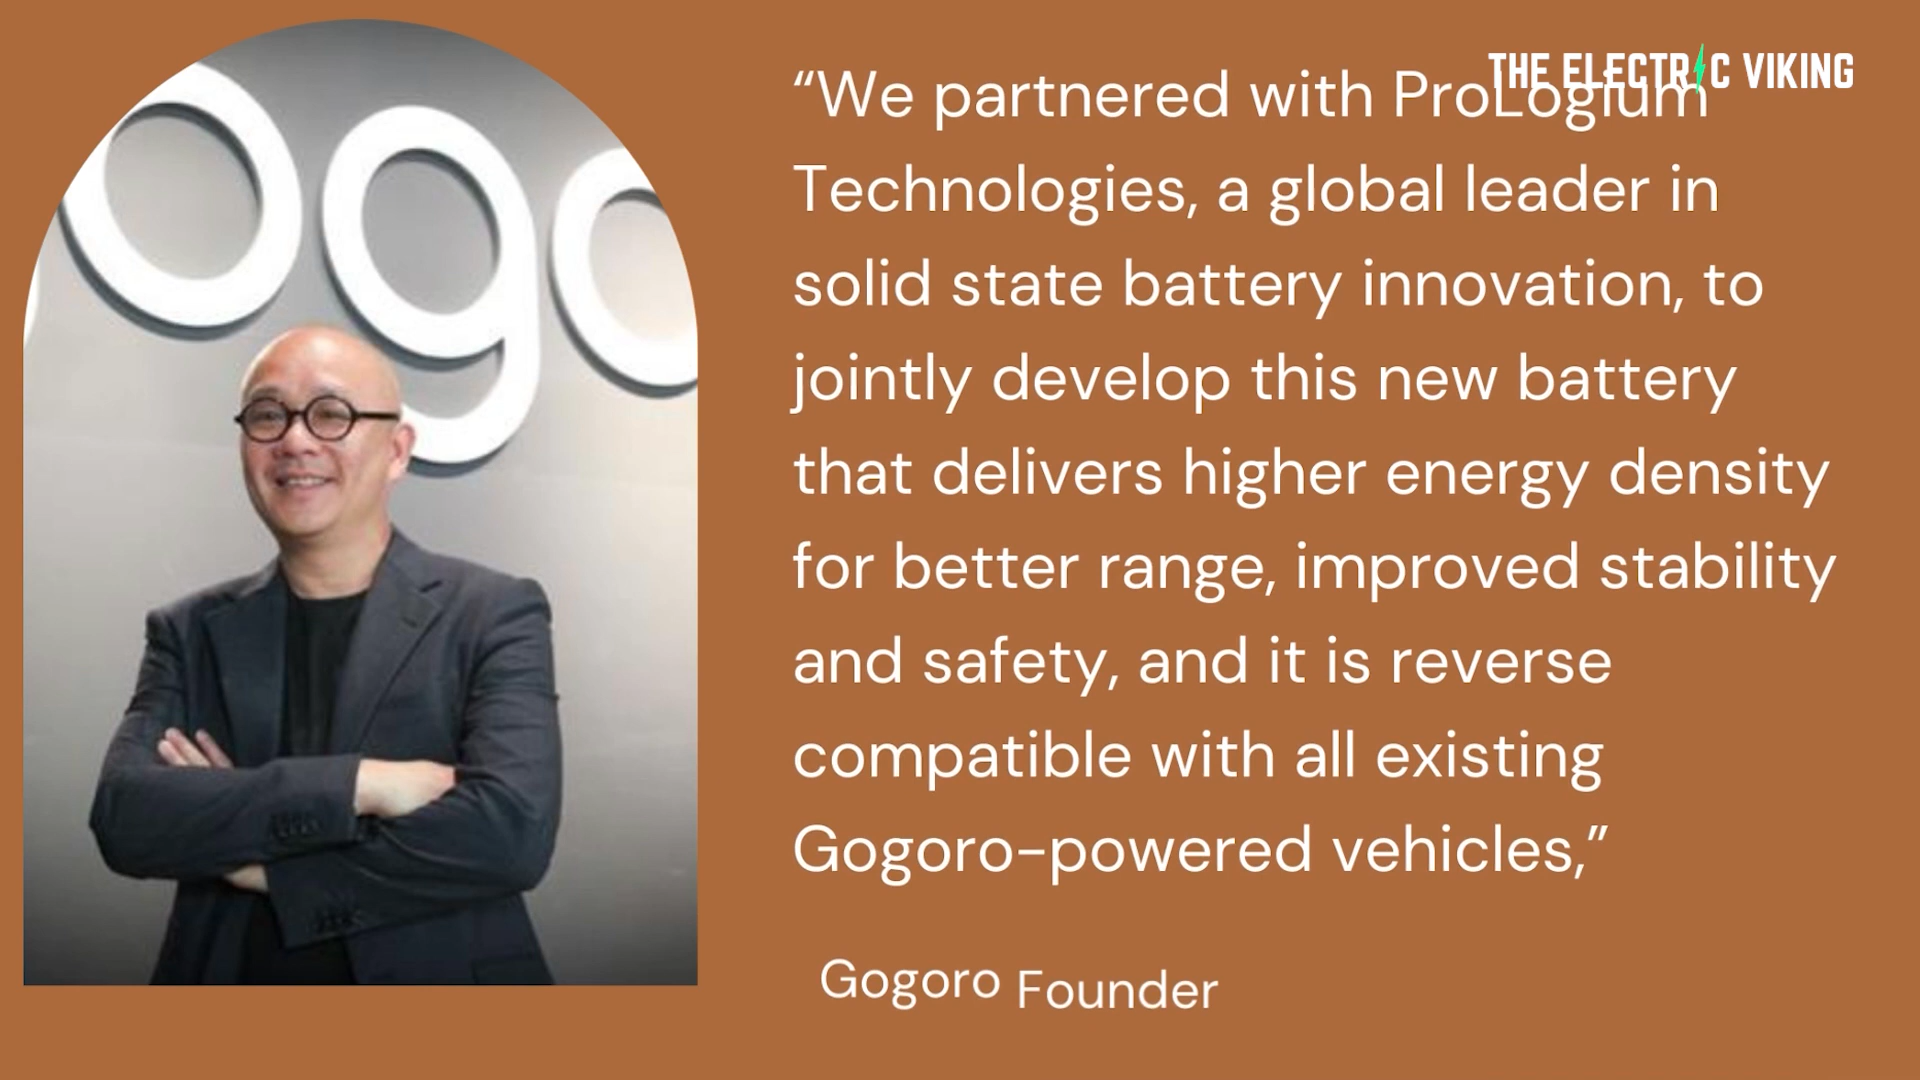 THE ELECTRIC VIKING
“We partnered with ProLogium
Technologies, a global leader in
solid state battery innovation, to
jointly develop this new battery
that delivers higher energy density
for better range, improved stability
and safety, and it is reverse
compatible with all existing
Gogoro-powered vehicles,”
Gogoro Founder
ogo